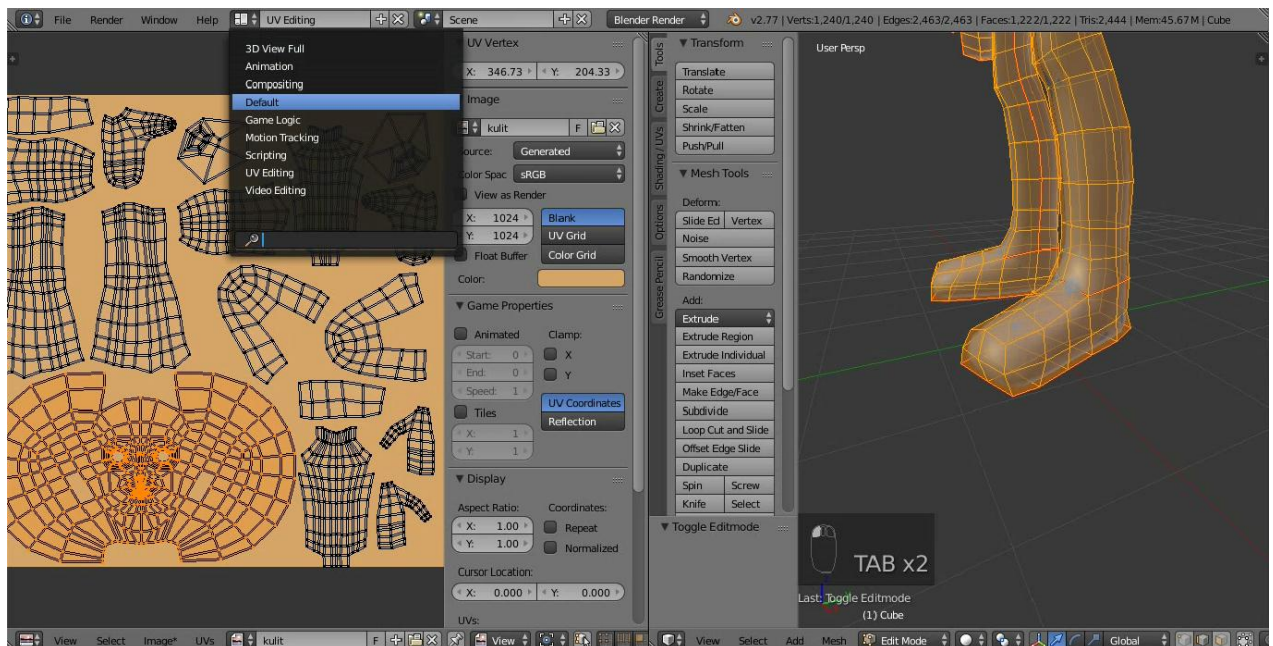 File Render Window Help UV Editing Scene Blender Render v2.77 | Verts:1,240/1,240 | Edges:2,463/2,463 | Faces:1,222/1,222 | Tris:2,444 | Mem:45.67M | Cube
3D View Full
Animation
Compositing
Default
Game Logic
Motion Tracking
Scripting
UV Editing
Video Editing
UV Vertex
X: 346.73 Y: 204.33
Image
kulit F
ource: Generated
olor Spac sRGB
View as Render
X: 1024 Blank
Y: 1024 UV Grid
Float Buffer Color Grid
Color:
Game Properties
Animated Clamp:
Start: 0 X
End: 0 Y
Speed: 1
UV Coordinates
Tiles Reflection
X: 1
Y: 1
Display
Aspect Ratio: Coordinates:
X: 1.00 Repeat
Y: 1.00 Normalized
Cursor Location:
X: 0.000 Y: 0.000
UVs:
Tools
Create
Shading / UVs
Options
Grease Pencil
Transform
Translate
Rotate
Scale
Shrink/Fatten
Push/Pull
Mesh Tools
Deform:
Slide Ed Vertex
Noise
Smooth Vertex
Randomize
Add:
Extrude
Extrude Region
Extrude Individual
Inset Faces
Make Edge/Face
Subdivide
Loop Cut and Slide
Offset Edge Slide
Duplicate
Spin Screw
Knife Select
Toggle Editmode
User Persp
TAB x2
Last: Toggle Editmode
(1) Cube
View Select Image* UVs kulit F View
View Select Add Mesh Edit Mode Global